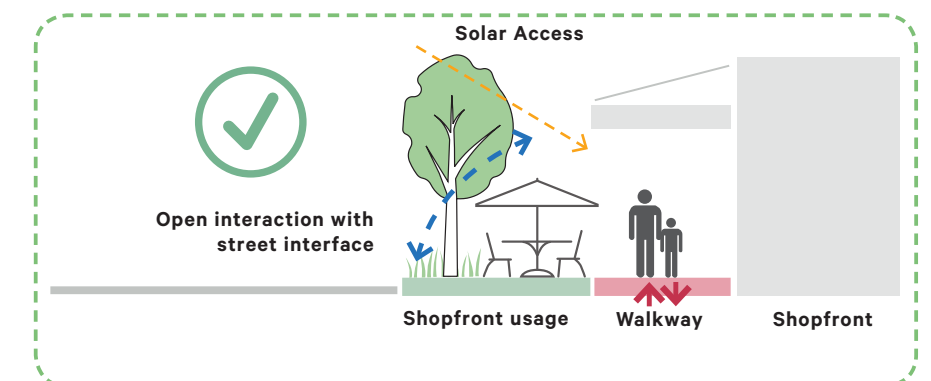 Solar Access
Open interaction with
street interface
Shopfront usage
Walkway
Shopfront